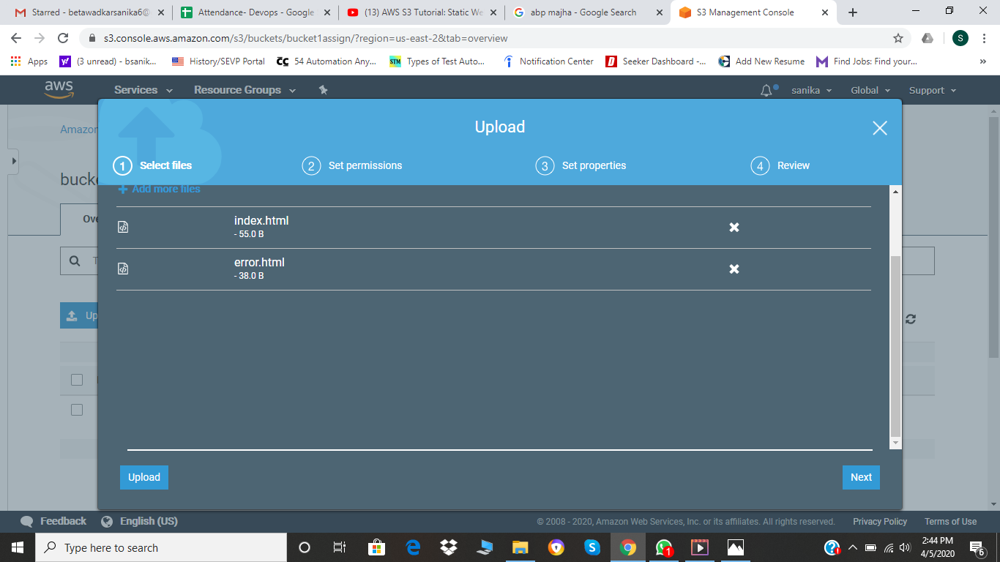 Starred - betawadkarsanika6@
Attendance- Devops - Google
(13) AWS S3 Tutorial: Static We
abp majha - Google Search
S3 Management Console
s3.console.aws.amazon.com/s3/buckets/bucket1assign/?region=us-east-2&tab=overview
S
Apps
(3 unread) - bsanik...
History/SEVP Portal
54 Automation Any...
Types of Test Auto...
Notification Center
Seeker Dashboard -...
Add New Resume
Find Jobs: Find your...
aws
Services
Resource Groups
sanika
Global
Support
Amazon
Upload
1 Select files
2 Set permissions
3 Set properties
4 Review
bucke
Add more files
Ove
index.html
- 55.0 B
error.html
- 38.0 B
T
Up
Upload
Next
Feedback
English (US)
© 2008 - 2020, Amazon Web Services, Inc. or its affiliates. All rights reserved.
Privacy Policy
Terms of Use
Type here to search
1
2:44 PM
4/5/2020
6